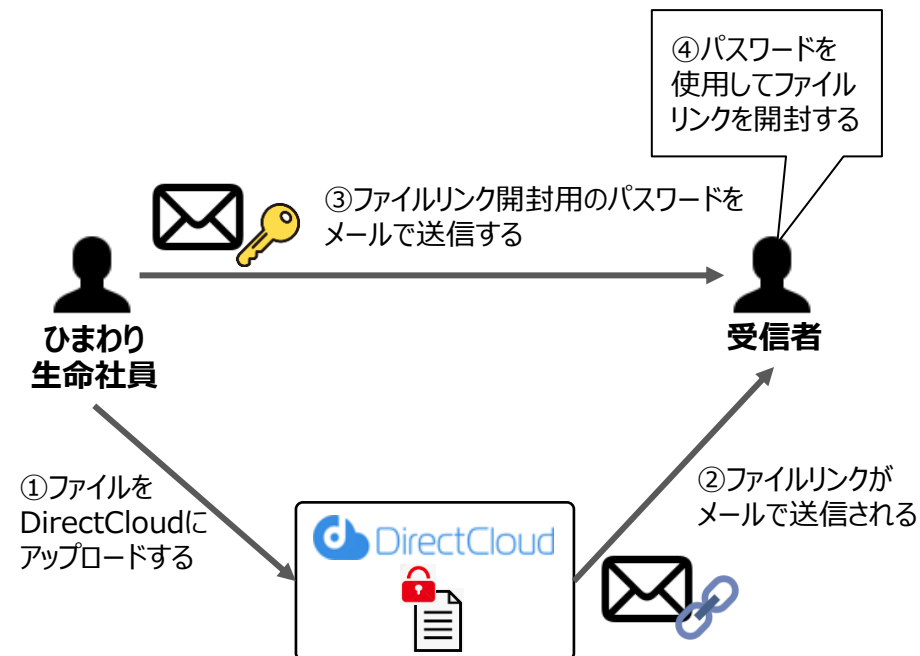 ④パスワードを
使用してファイル
リンクを開封する
③ファイルリンク開封用のパスワードを
メールで送信する
ひまわり
生命社員
受信者
①ファイルを
DirectCloudに
アップロードする
②ファイルリンクが
メールで送信される
DirectCloud